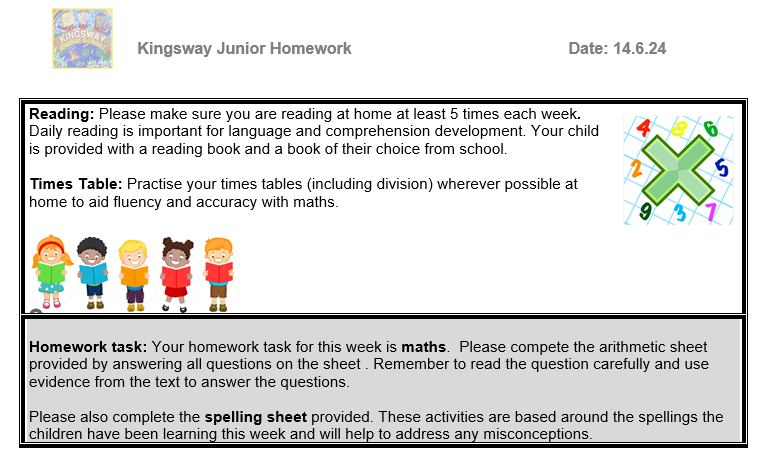 KINGSWAY
Kingsway Junior Homework Date: 14.6.24
Reading: Please make sure you are reading at home at least 5 times each week.
Daily reading is important for language and comprehension development. Your child
is provided with a reading book and a book of their choice from school.
Times Table: Practise your times tables (including division) wherever possible at
home to aid fluency and accuracy with maths.
4 8 6
2 5
9 3 7
Homework task: Your homework task for this week is maths. Please compete the arithmetic sheet
provided by answering all questions on the sheet . Remember to read the question carefully and use
evidence from the text to answer the questions.
Please also complete the spelling sheet provided. These activities are based around the spellings the
children have been learning this week and will help to address any misconceptions.